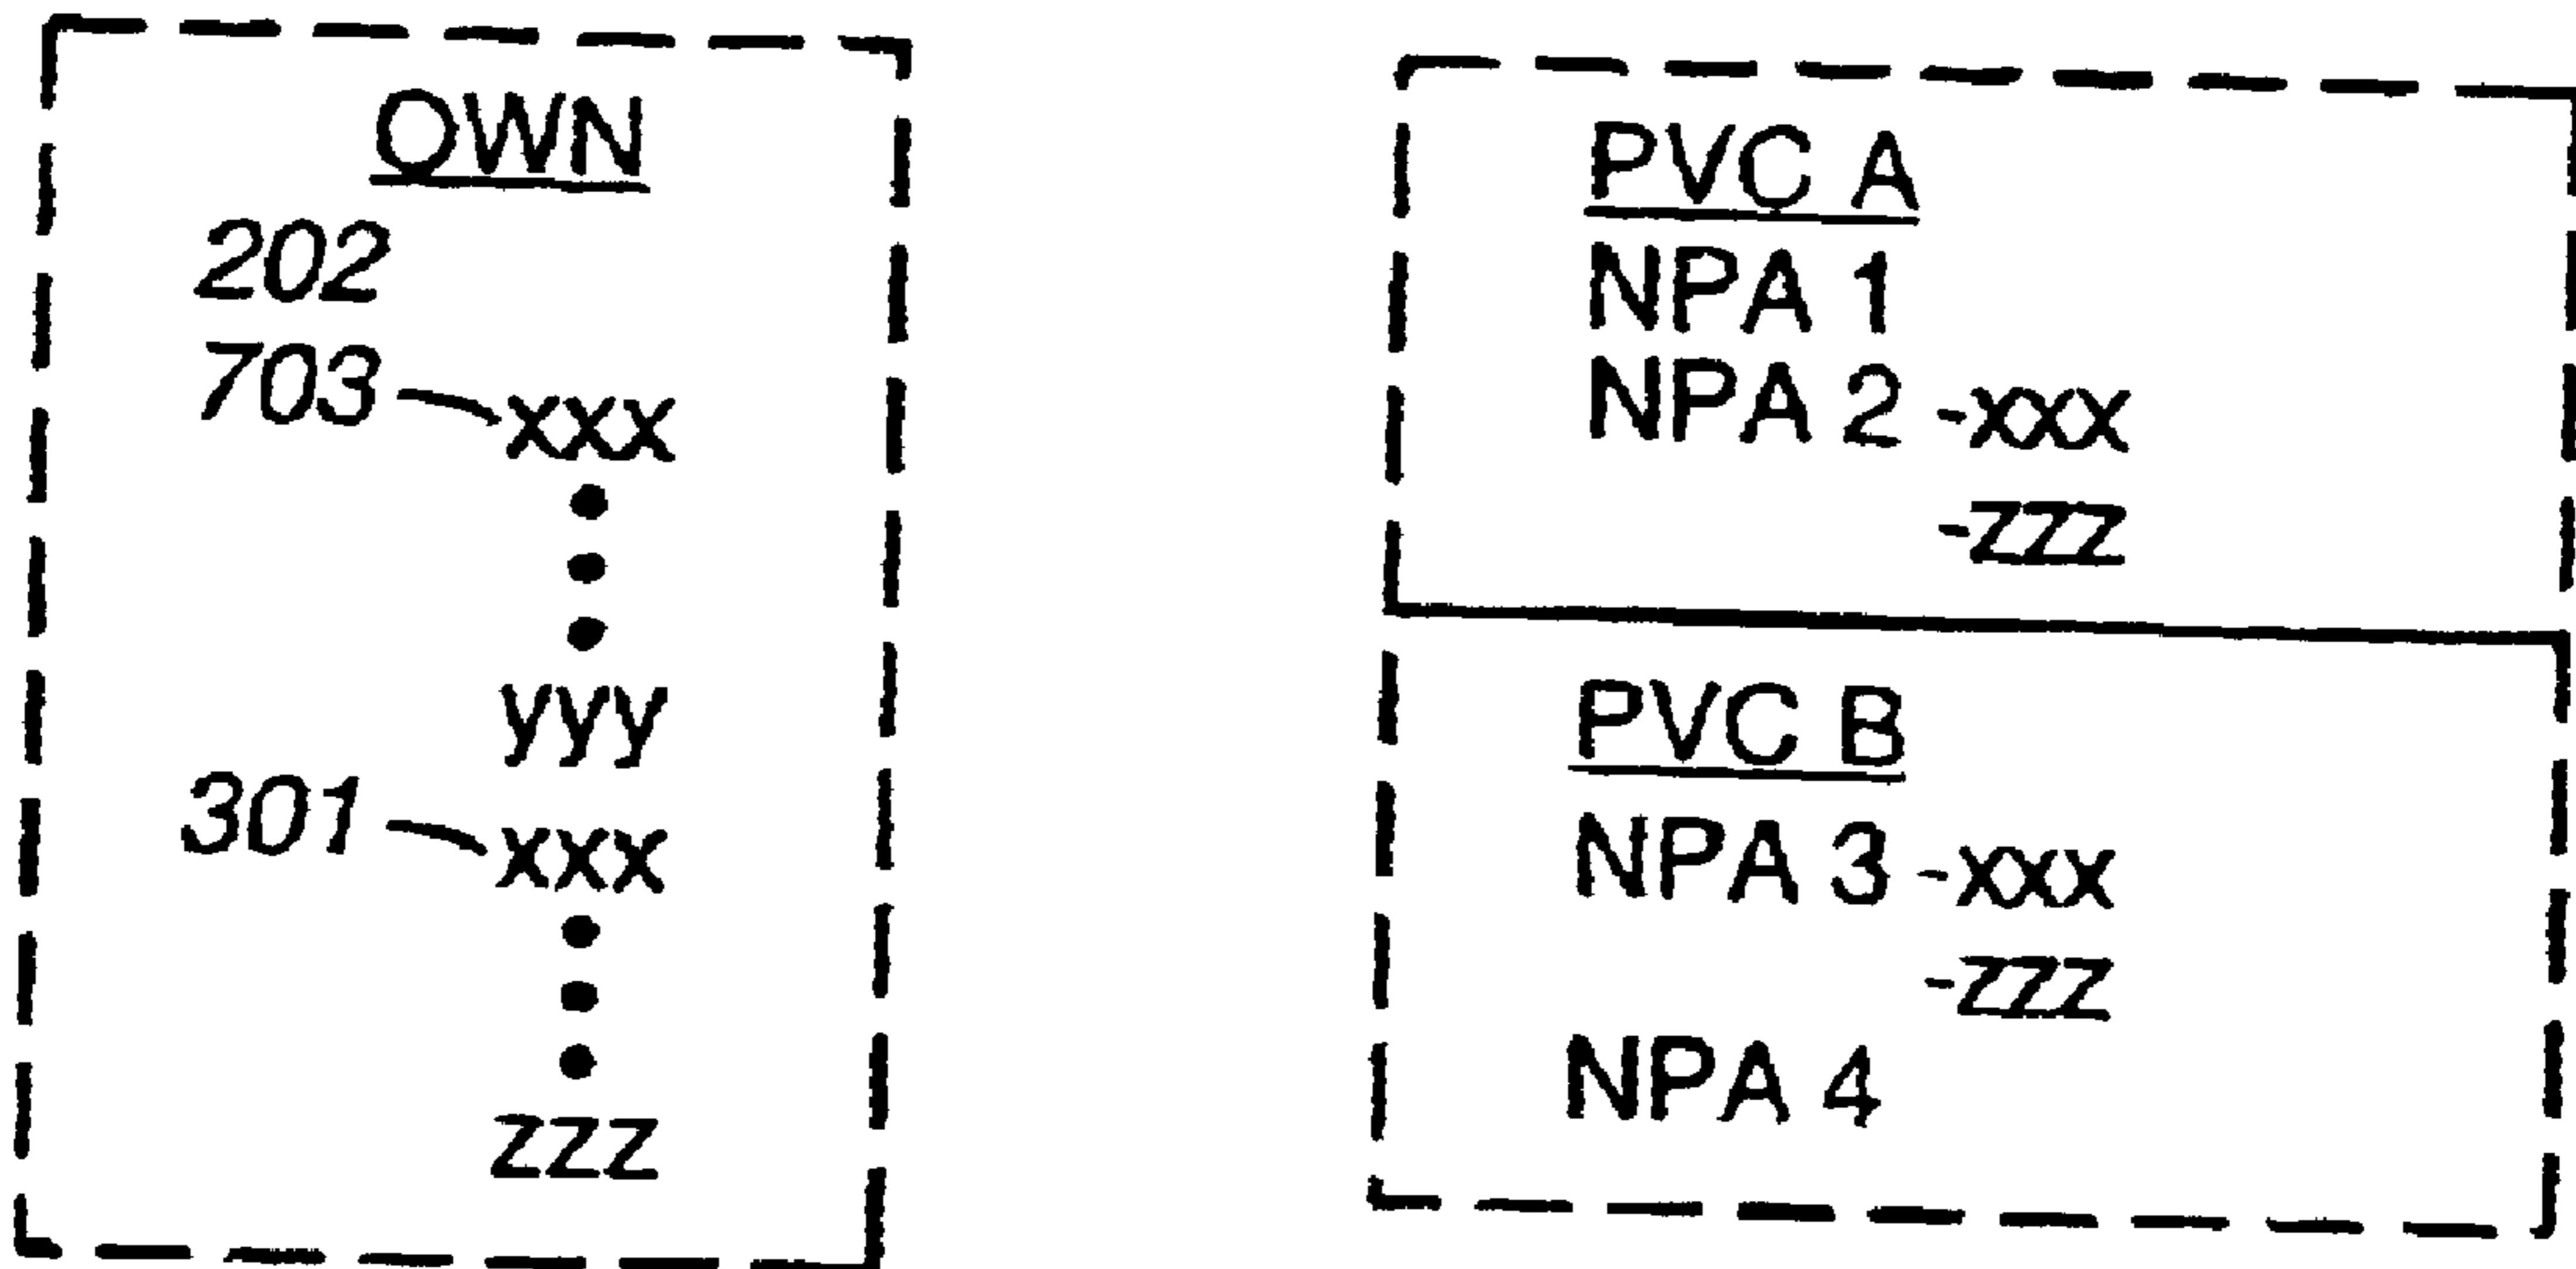 OWN
202
703 xxx
yyy
301 xxx
zzz
PVC A
NPA 1
NPA 2 -xxx
-zzz
PVC B
NPA 3 -xxx
-zzz
NPA 4